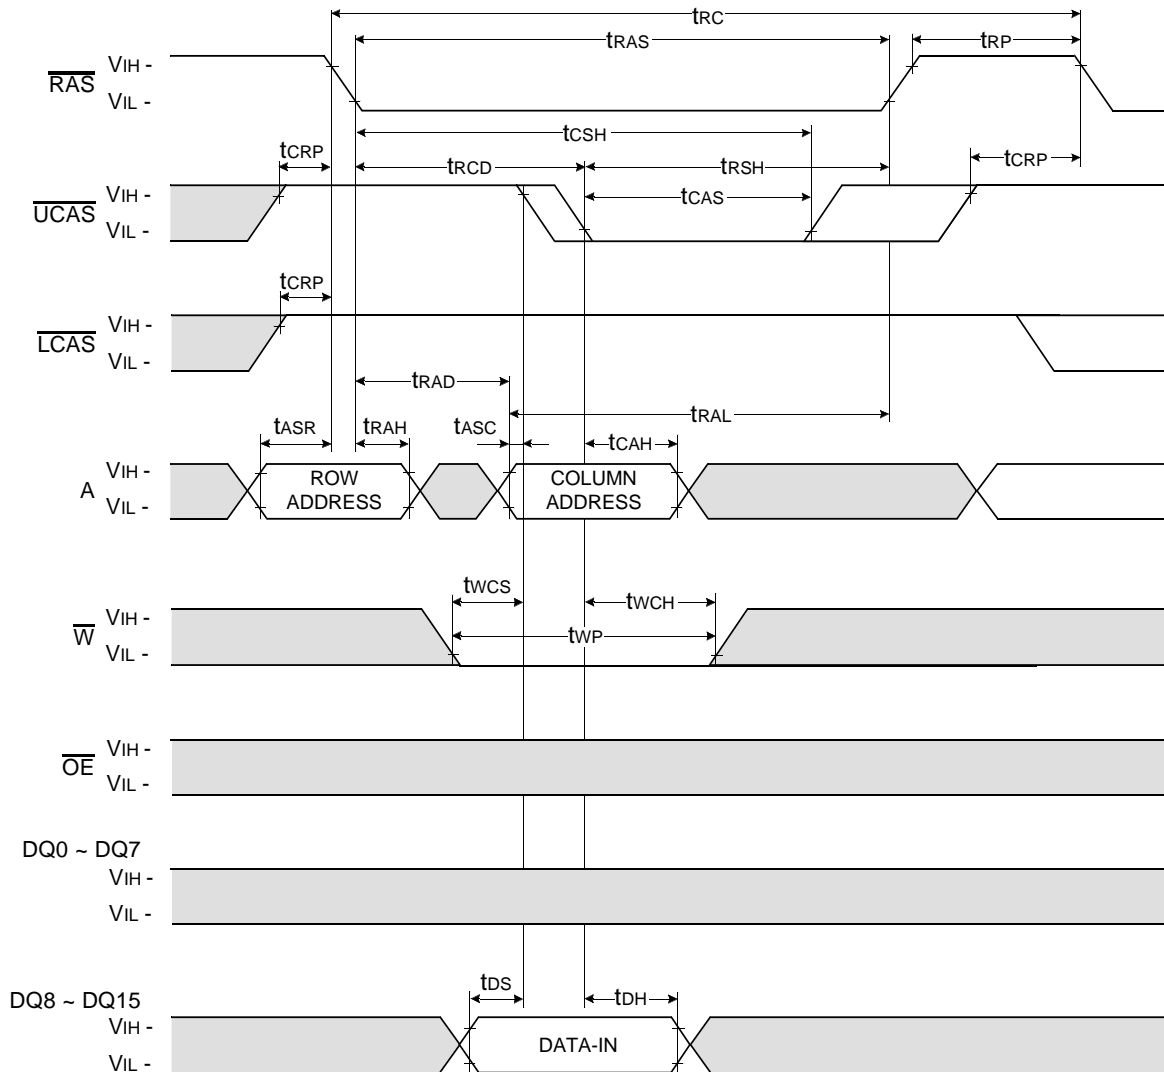 tRC
tRAS
tRP
RAS
VIH -
VIL -
tCSH
tCRP
tRCD
tRSH
tCRP
UCAS
VIH -
VIL -
tCAS
tCRP
LCAS
VIH -
VIL -
tRAD
tRAL
tASR
tRAH
tASC
tCAH
A
VIH -
VIL -
ROW
ADDRESS
COLUMN
ADDRESS
tWCS
tWCH
W
VIH -
VIL -
tWP
OE
VIH -
VIL -
DQ0 ~ DQ7
VIH -
VIL -
tDS
tDH
DQ8 ~ DQ15
VIH -
VIL -
DATA-IN